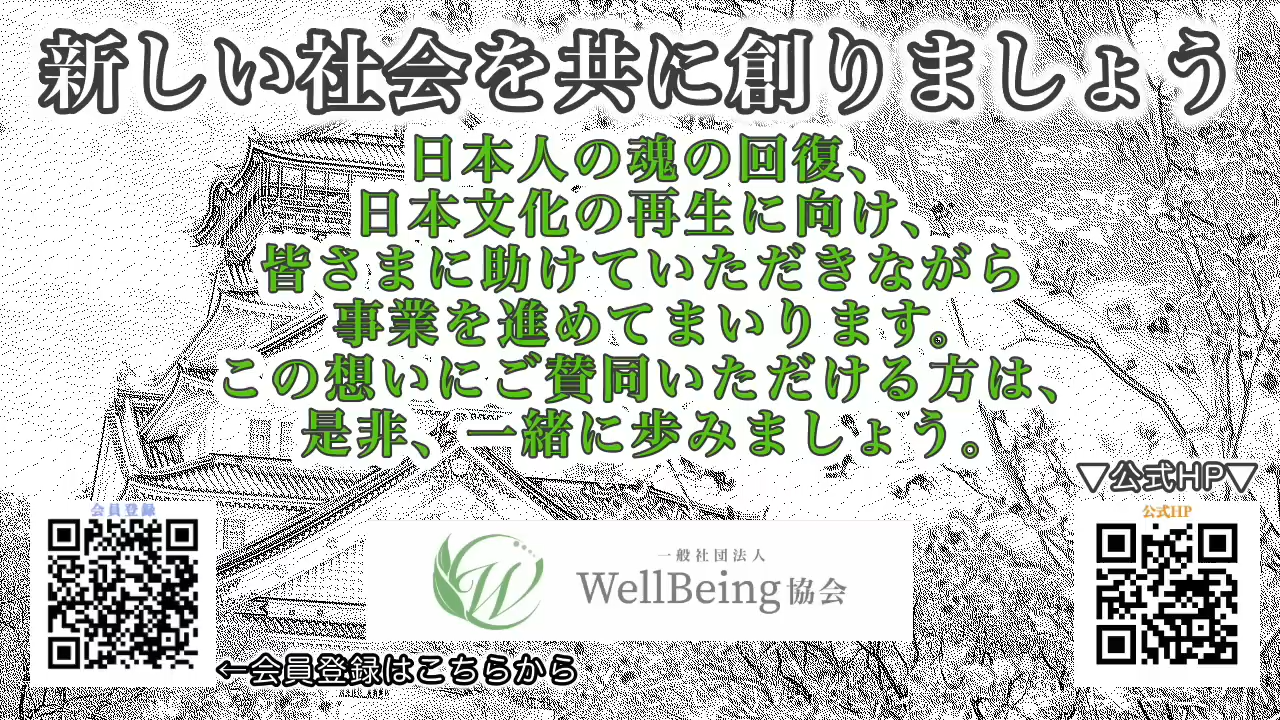 新しい社会を共に創りましょう
日本人の魂の回復、
日本文化の再生に向け、
皆さまに助けていただきながら
事業を進めてまいります。
この想いにご賛同いただける方は、
是非、一緒に歩みましょう。
▽公式HP▽
会員登録
公式HP
一般社団法人
WellBeing協会
←会員登録はこちらから